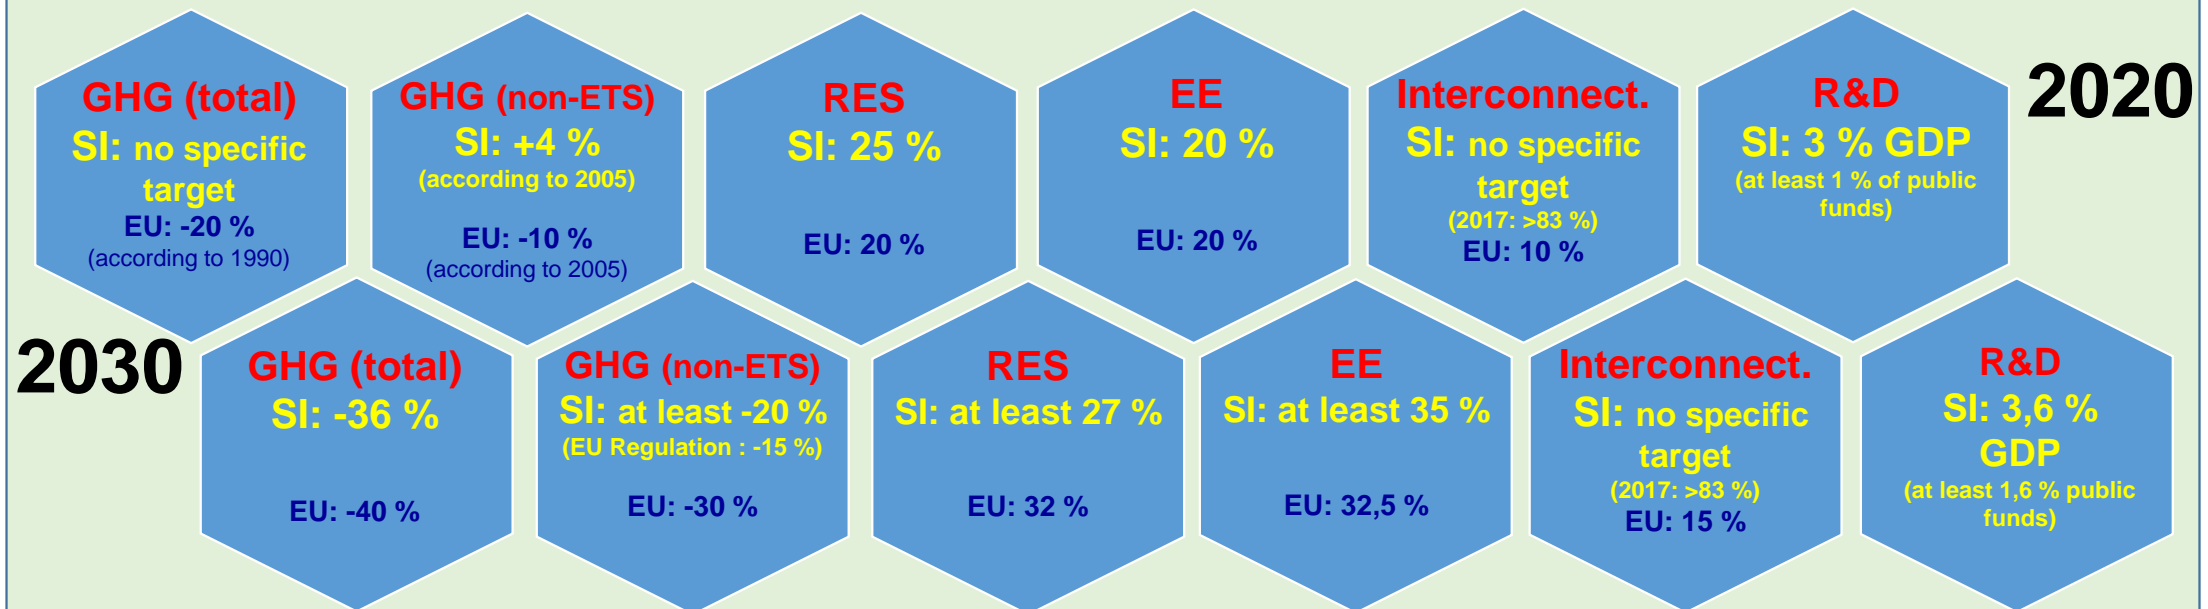 GHG (total)
SI: no specific
target
EU: -20 %
(according to 1990)
GHG (non-ETS)
SI: +4 %
(according to 2005)
EU: -10 %
(according to 2005)
RES
SI: 25 %
EU: 20 %
EE
SI: 20 %
EU: 20 %
Interconnect.
SI: no specific
target
(2017: >83 %)
EU: 10 %
R&D
SI: 3 % GDP
(at least 1 % of public
funds)
2020
2030
GHG (total)
SI: -36 %
EU: -40 %
GHG (non-ETS)
SI: at least -20 %
(EU Regulation : -15 %)
EU: -30 %
RES
SI: at least 27 %
EU: 32 %
EE
SI: at least 35 %
EU: 32,5 %
Interconnect.
SI: no specific
target
(2017: >83 %)
EU: 15 %
R&D
SI: 3,6 %
GDP
(at least 1,6 % public
funds)